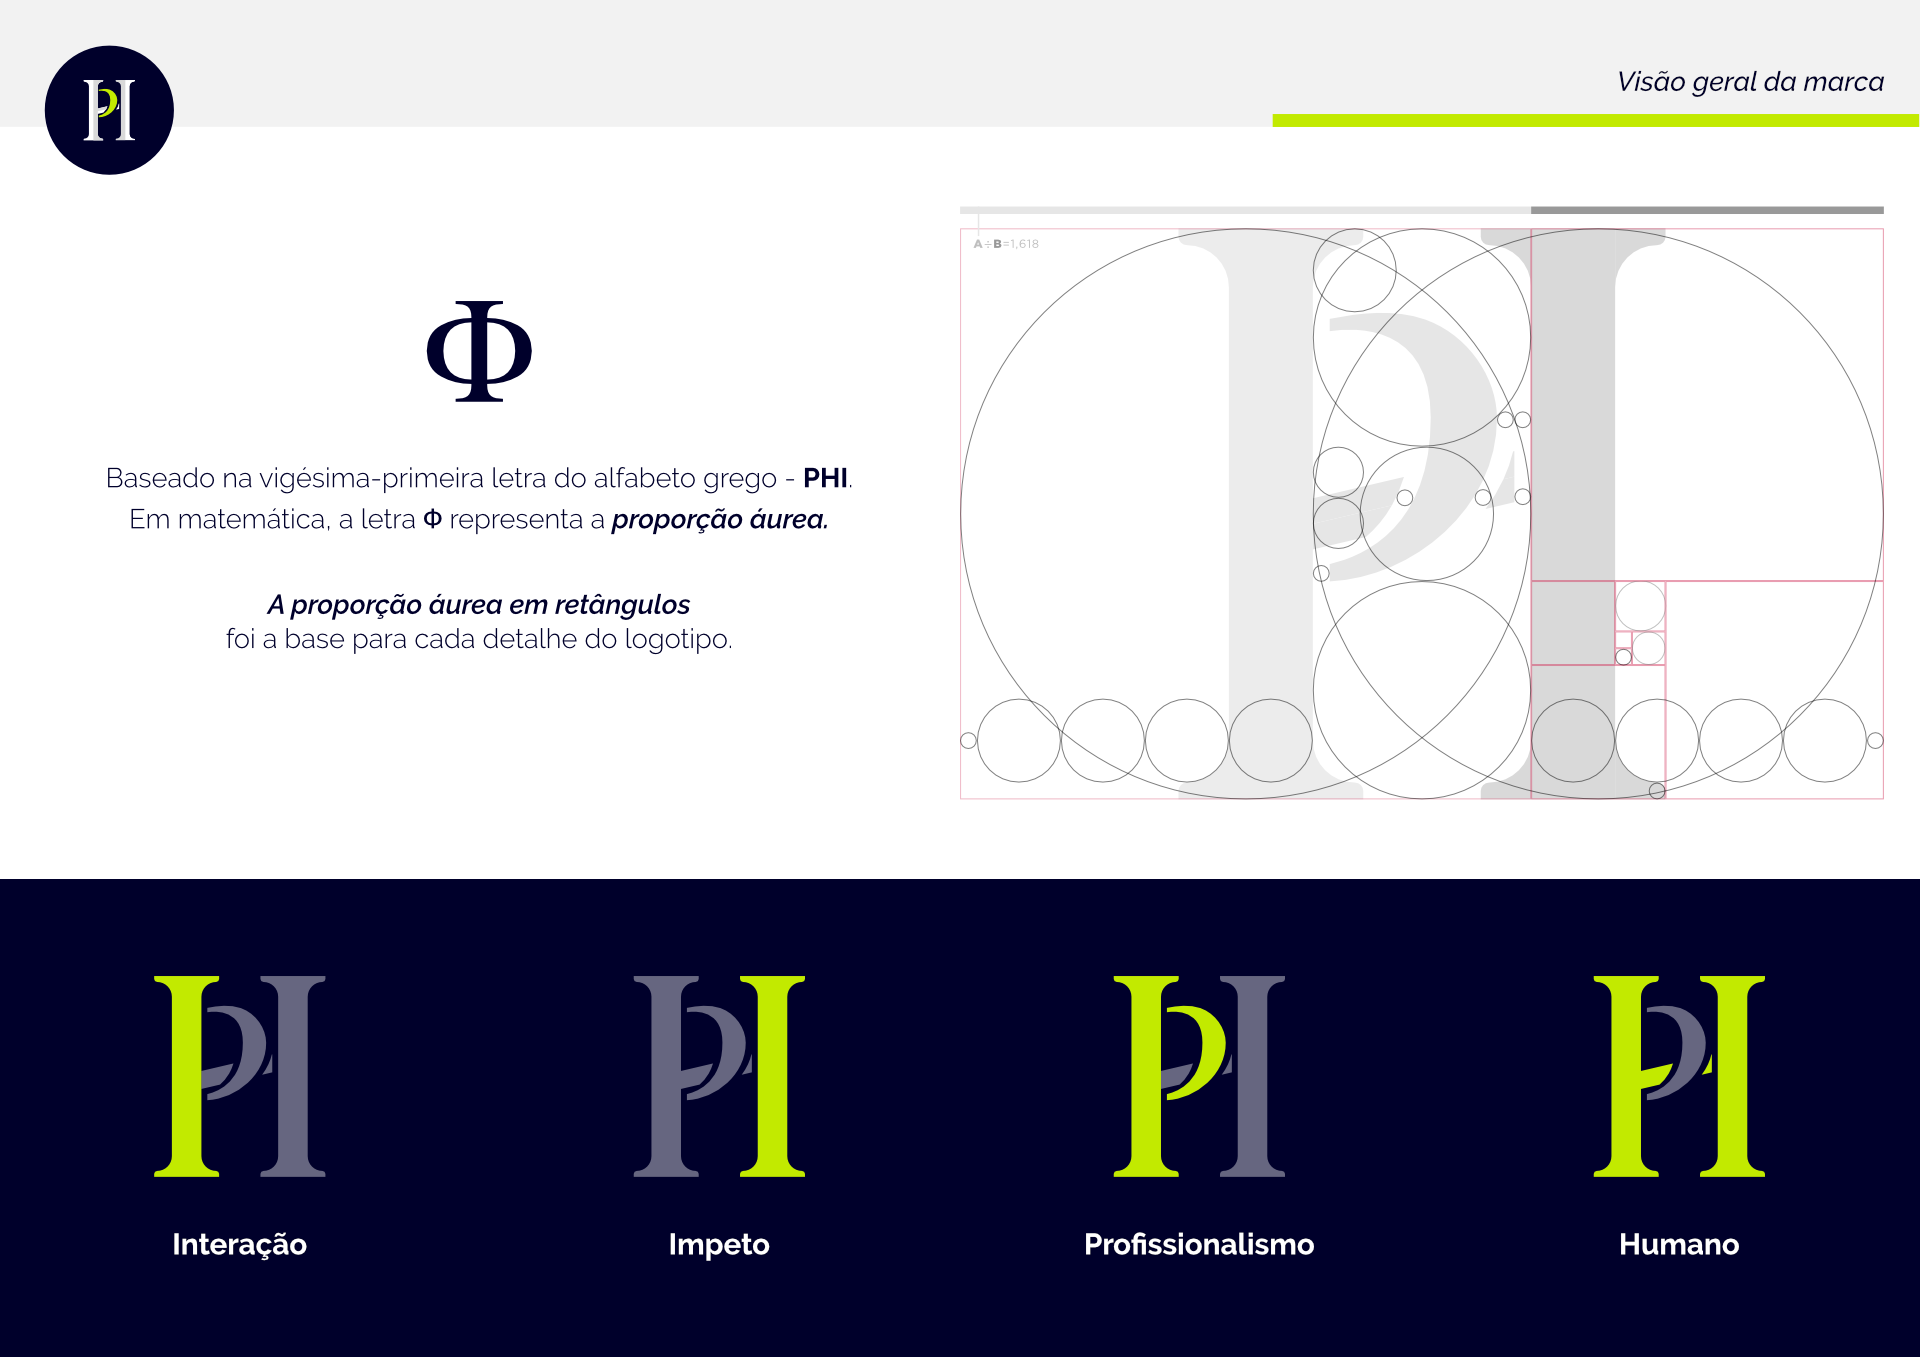 PHI
Visão geral da marca
A÷B=1,618
Φ
Baseado na vigésima-primeira letra do alfabeto grego - PHI.
Em matemática, a letra Φ representa a proporção áurea.
A proporção áurea em retângulos
foi a base para cada detalhe do logotipo.
Interação
Impeto
Profissionalismo
Humano